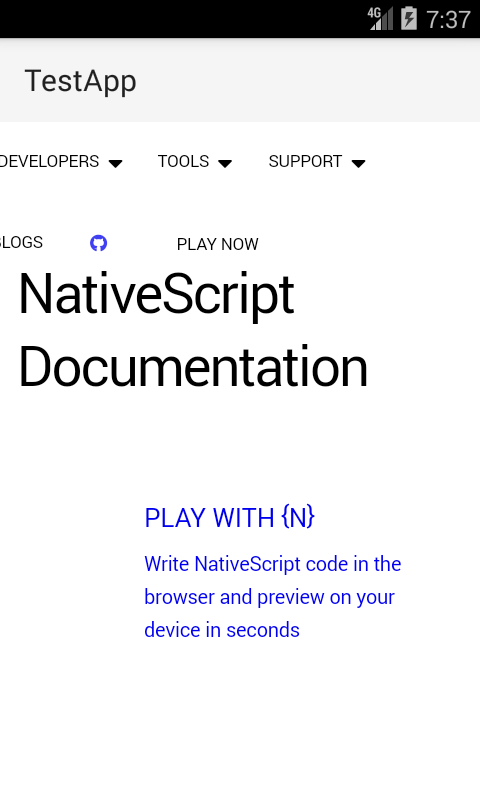 4G 7:37
TestApp
DEVELOPERS TOOLS SUPPORT
PLAY NOW
NativeScript
Documentation
PLAY WITH {N}
Write NativeScript code in the
browser and preview on your
device in seconds